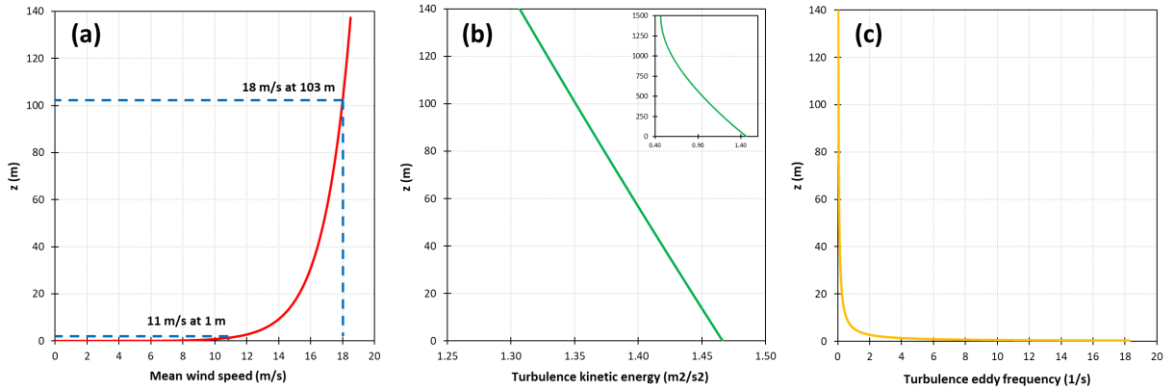 (a)
140
120
100
80
60
40
20
0
z (m)
18 m/s at 103 m
11 m/s at 1 m
0 2 4 6 8 10 12 14 16 18 20
Mean wind speed (m/s)
(b)
140
120
100
80
60
40
20
0
z (m)
1500
1250
1000
750
500
250
0
0.40 0.90 1.40
1.25 1.30 1.35 1.40 1.45 1.50
Turbulence kinetic energy (m2/s2)
(c)
140
120
100
80
60
40
20
0
z (m)
0 2 4 6 8 10 12 14 16 18 20
Turbulence eddy frequency (1/s)